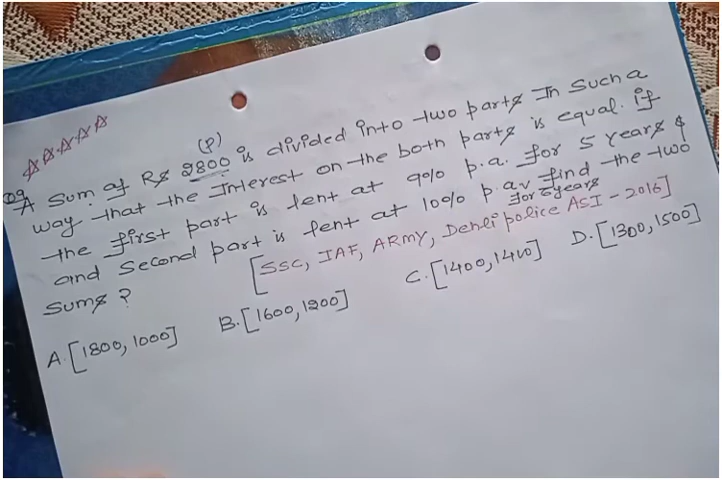 Q9
(P)
A Sum of Rs 2800 is divided into two parts In such a
way that the Interest on the both parts is equal. If
the first part is lent at 9% p.a. for 5 years &
and Second part is lent at 10% p.a for 6 years find the two
Sums ?
[SSC, IAF, ARMY, Dehli police ASI - 2016]
A. [1800, 1000] B. [1600, 1200] C. [1400, 1400] D. [1300, 1500]